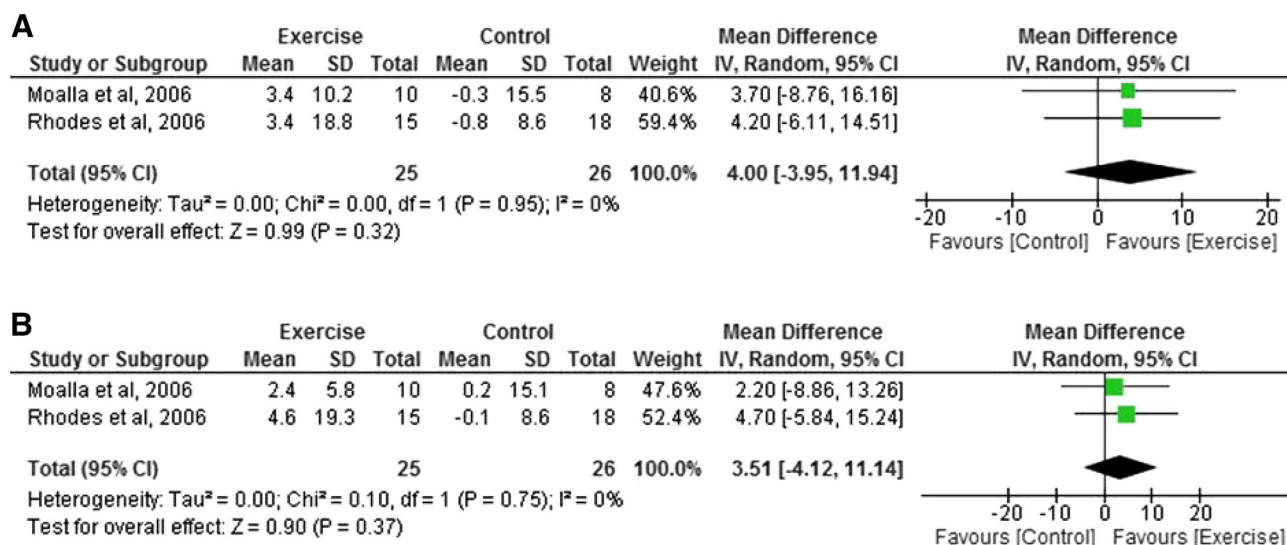 A
Exercise Control Mean Difference Mean Difference
Study or Subgroup Mean SD Total Mean SD Total Weight IV, Random, 95% CI IV, Random, 95% CI
Moalla et al, 2006 3.4 10.2 10 -0.3 15.5 8 40.6% 3.70 [-8.76, 16.16]
Rhodes et al, 2006 3.4 18.8 15 -0.8 8.6 18 59.4% 4.20 [-6.11, 14.51]
Total (95% CI) 25 26 100.0% 4.00 [-3.95, 11.94]
Heterogeneity: Tau² = 0.00; Chi² = 0.00, df = 1 (P = 0.95); I² = 0%
Test for overall effect: Z = 0.99 (P = 0.32)
-20 -10 0 10 20
Favours [Control] Favours [Exercise]
B
Exercise Control Mean Difference Mean Difference
Study or Subgroup Mean SD Total Mean SD Total Weight IV, Random, 95% CI IV, Random, 95% CI
Moalla et al, 2006 2.4 5.8 10 0.2 15.1 8 47.6% 2.20 [-8.86, 13.26]
Rhodes et al, 2006 4.6 19.3 15 -0.1 8.6 18 52.4% 4.70 [-5.84, 15.24]
Total (95% CI) 25 26 100.0% 3.51 [-4.12, 11.14]
Heterogeneity: Tau² = 0.00; Chi² = 0.10, df = 1 (P = 0.75); I² = 0%
Test for overall effect: Z = 0.90 (P = 0.37)
-20 -10 0 10 20
Favours [Control] Favours [Exercise]